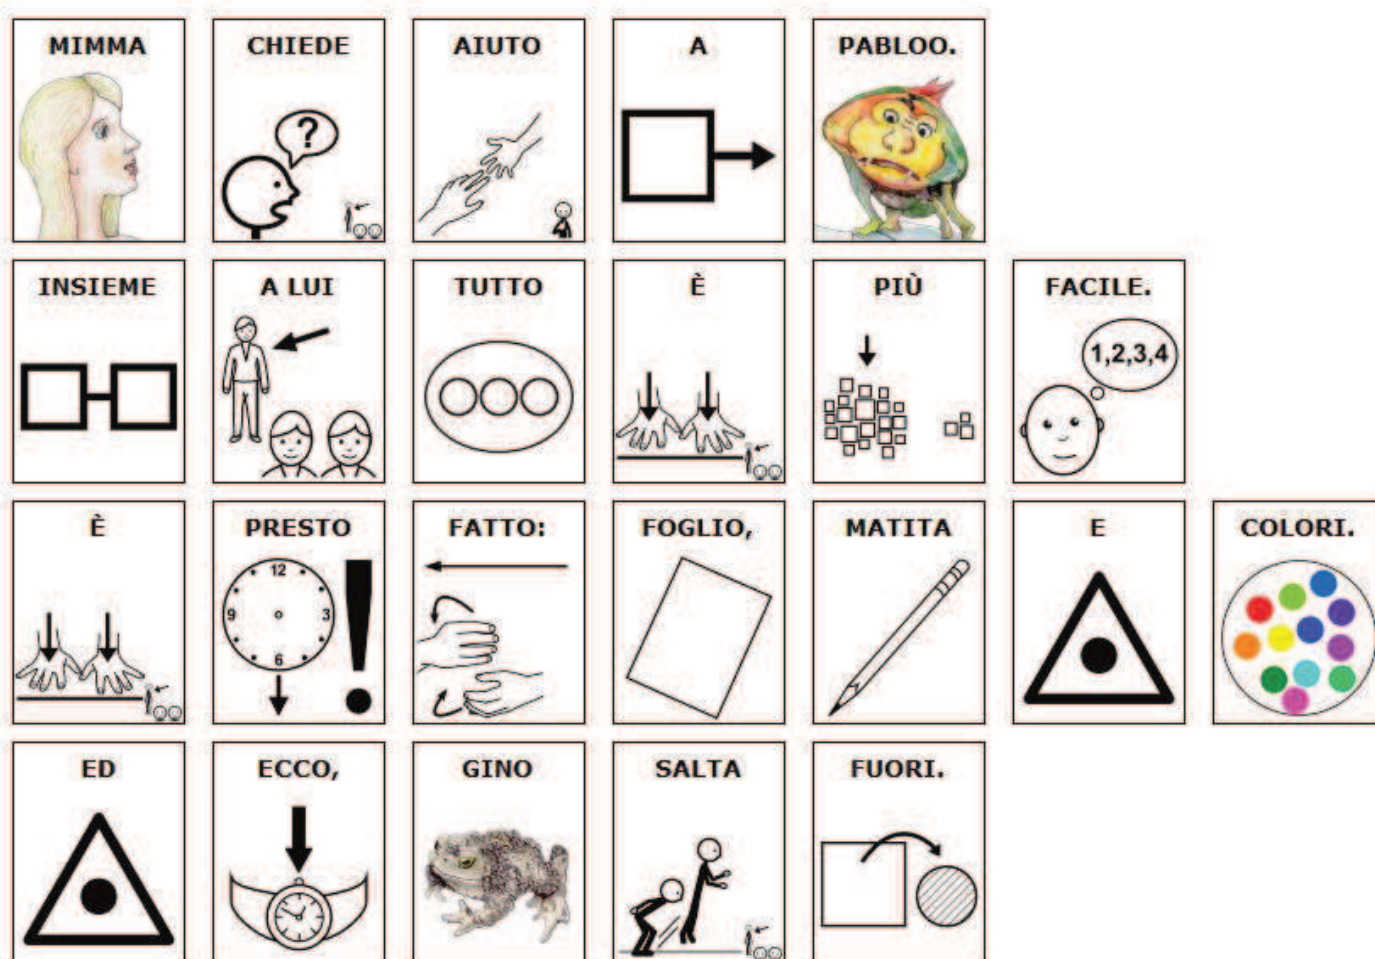 MIMMA CHIEDE AIUTO A PABLOO.
?
INSIEME A LUI TUTTO È PIÙ FACILE.
1,2,3,4
È PRESTO FATTO: FOGLIO, MATITA E COLORI.
12
9 3
6
ED ECCO, GINO SALTA FUORI.